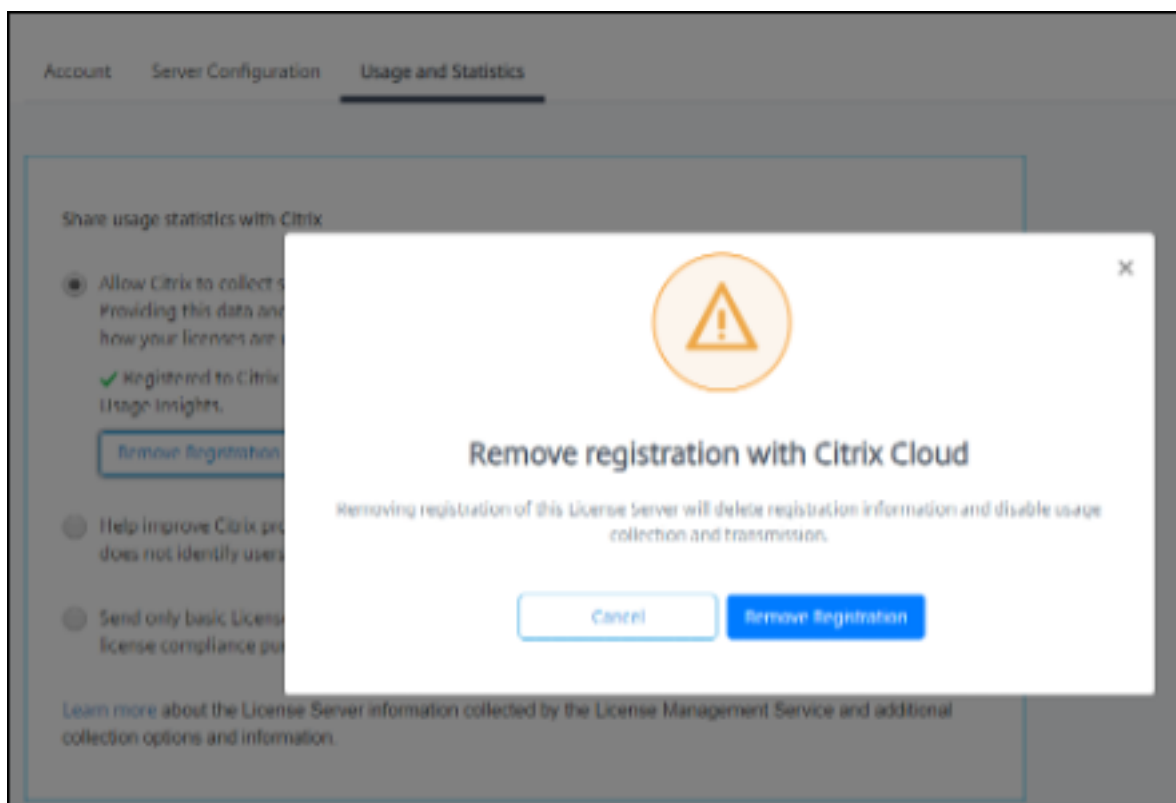 Account Server Configuration Usage and Statistics
Share usage statistics with Citrix
Allow Citrix to collect s
Providing this data and
how your licenses are
✓ Registered to Citrix
Usage Insights.
Remove Registration
Help improve Citrix pro
does not identify users
Send only basic Licens
license compliance pu
Learn more about the License Server information collected by the License Management Service and additional
collection options and information.
×
Remove registration with Citrix Cloud
Removing registration of this License Server will delete registration information and disable usage
collection and transmission.
Cancel Remove Registration